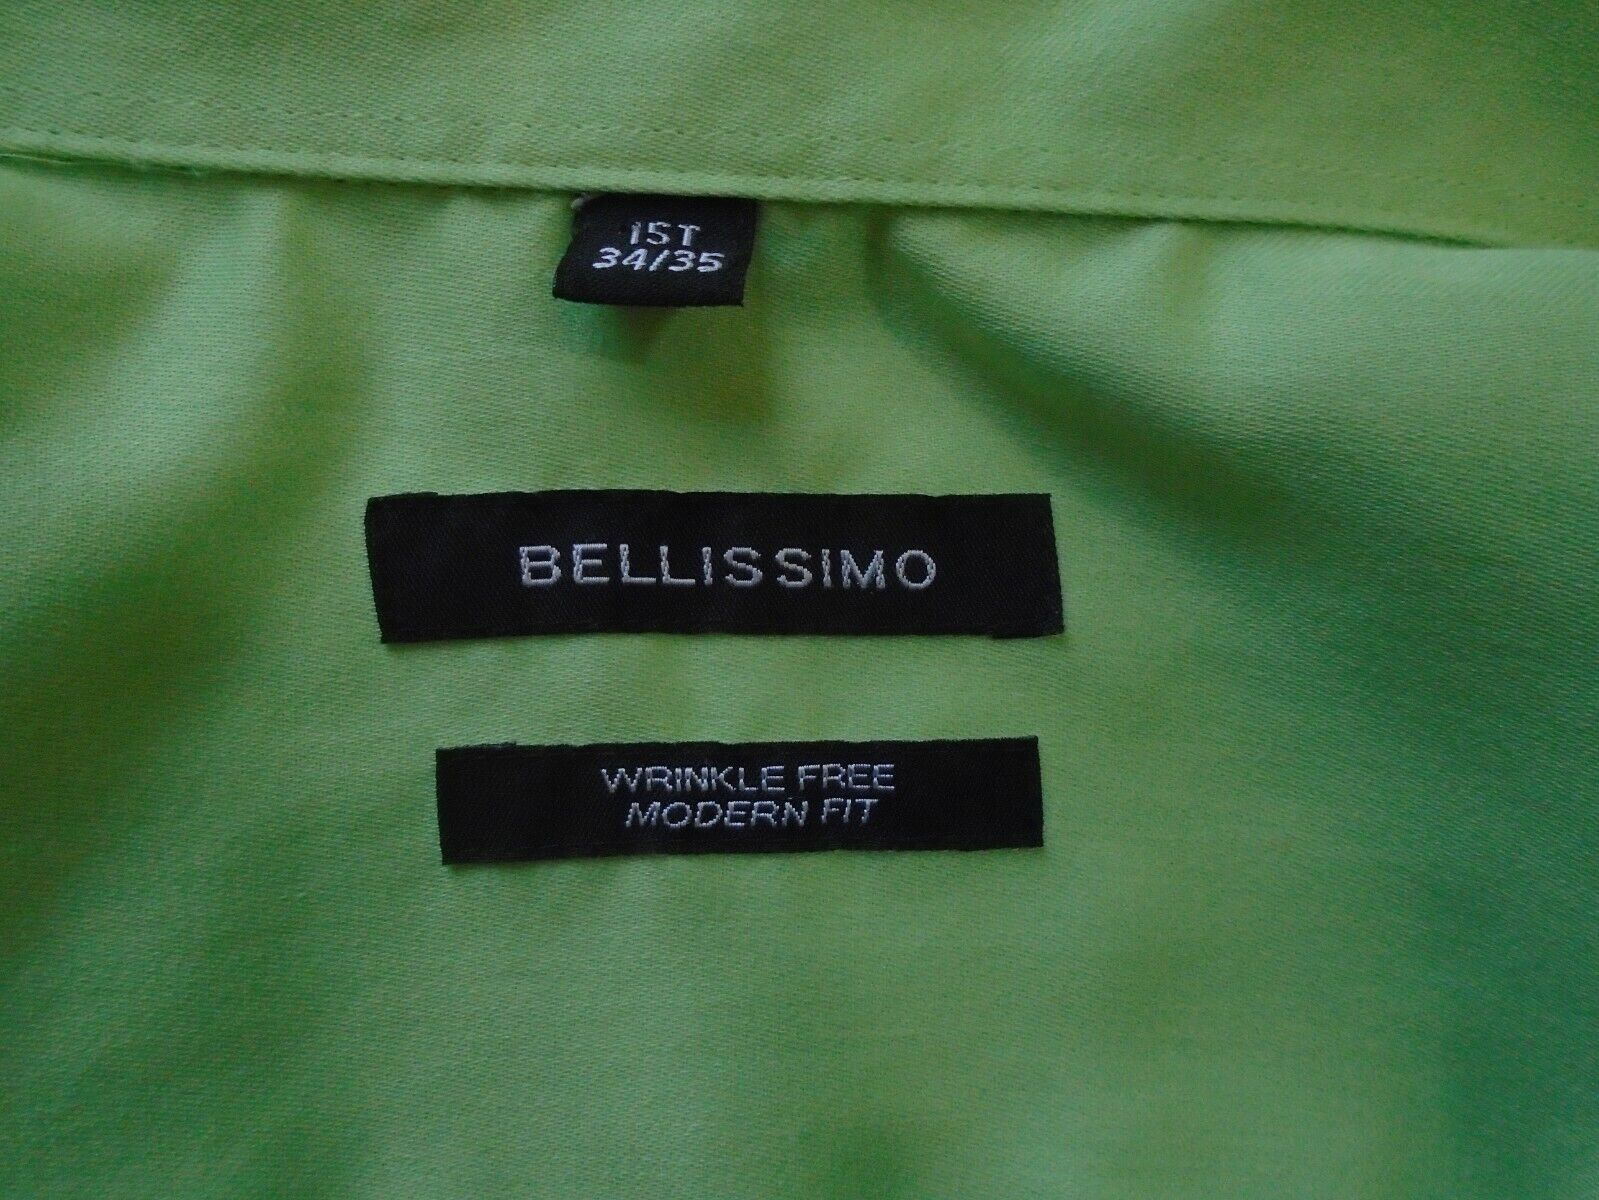 15T
34/35
BELLISSIMO
WRINKLE FREE
MODERN FIT